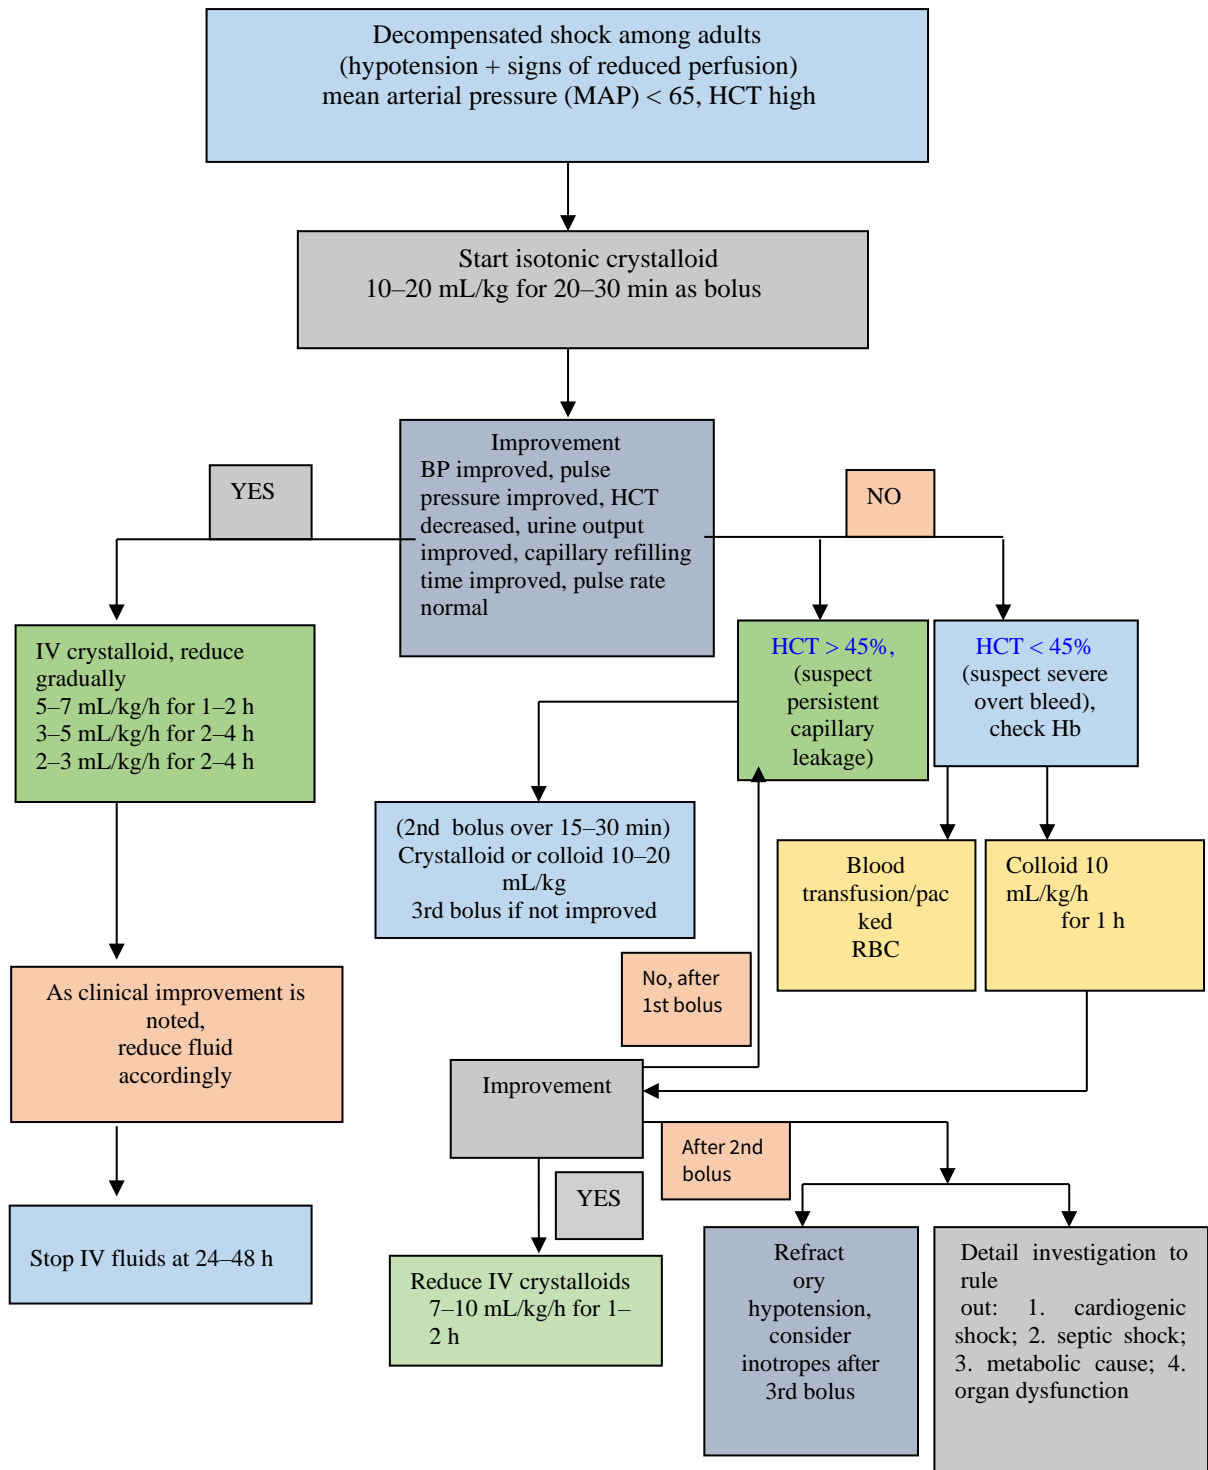 Decompensated shock among adults
(hypotension + signs of reduced perfusion)
mean arterial pressure (MAP) < 65, HCT high
Start isotonic crystalloid
10–20 mL/kg for 20–30 min as bolus
Improvement
BP improved, pulse
pressure improved, HCT
decreased, urine output
improved, capillary refilling
time improved, pulse rate
normal
YES
NO
IV crystalloid, reduce
gradually
5–7 mL/kg/h for 1–2 h
3–5 mL/kg/h for 2–4 h
2–3 mL/kg/h for 2–4 h
HCT > 45%,
(suspect
persistent
capillary
leakage)
HCT < 45%
(suspect severe
overt bleed),
check Hb
(2nd bolus over 15–30 min)
Crystalloid or colloid 10–20
mL/kg
3rd bolus if not improved
Blood
transfusion/pac
ked
RBC
Colloid 10
mL/kg/h
for 1 h
As clinical improvement is
noted,
reduce fluid
accordingly
No, after
1st bolus
Improvement
After 2nd
bolus
YES
Stop IV fluids at 24–48 h
Reduce IV crystalloids
7–10 mL/kg/h for 1–
2 h
Refract
ory
hypotension,
consider
inotropes after
3rd bolus
Detail investigation to
rule
out: 1. cardiogenic
shock; 2. septic shock;
3. metabolic cause; 4.
organ dysfunction